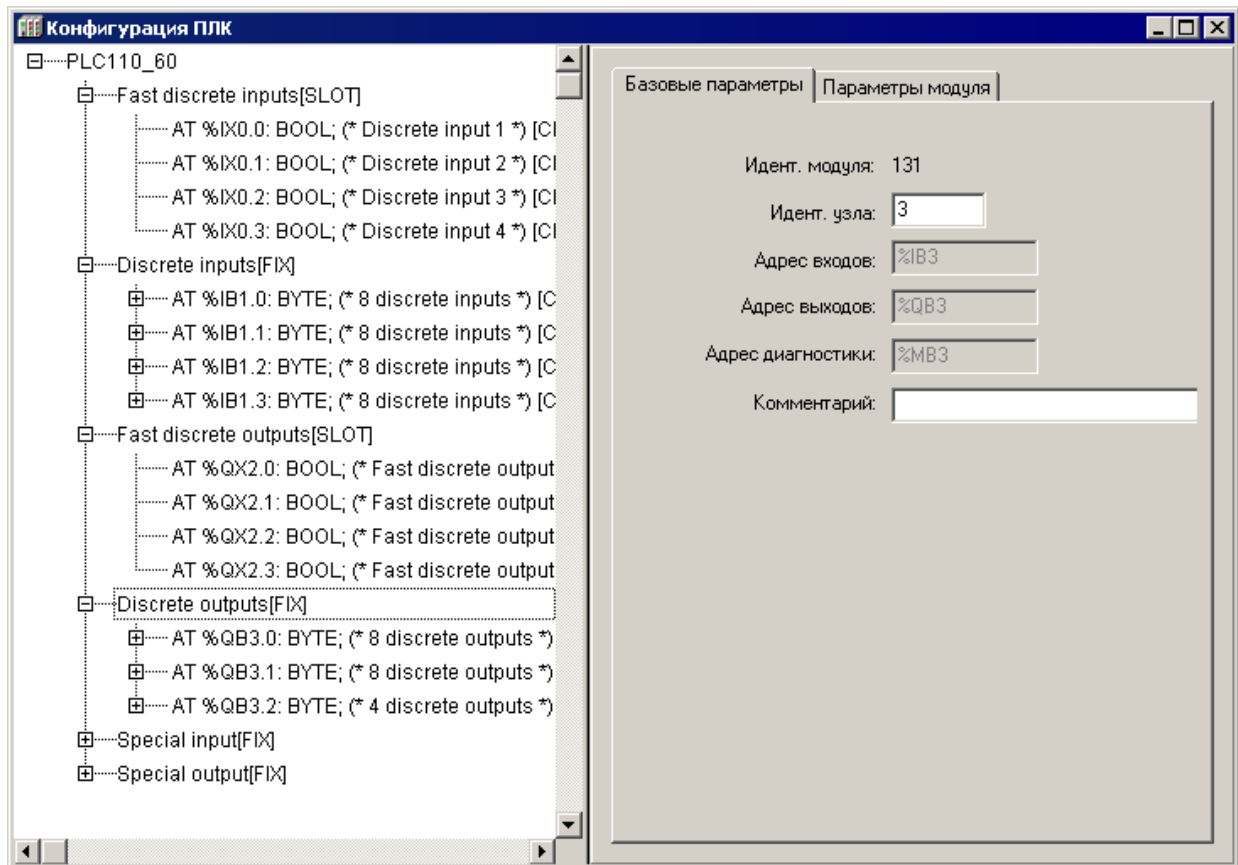 Конфигурация ПЛК
PLC110_60
Fast discrete inputs[SLOT]
AT %IX0.0: BOOL; (* Discrete input 1 *) [CI
AT %IX0.1: BOOL; (* Discrete input 2 *) [CI
AT %IX0.2: BOOL; (* Discrete input 3 *) [CI
AT %IX0.3: BOOL; (* Discrete input 4 *) [CI
Discrete inputs[FIX]
AT %IB1.0: BYTE; (* 8 discrete inputs *) [C
AT %IB1.1: BYTE; (* 8 discrete inputs *) [C
AT %IB1.2: BYTE; (* 8 discrete inputs *) [C
AT %IB1.3: BYTE; (* 8 discrete inputs *) [C
Fast discrete outputs[SLOT]
AT %QX2.0: BOOL; (* Fast discrete output
AT %QX2.1: BOOL; (* Fast discrete output
AT %QX2.2: BOOL; (* Fast discrete output
AT %QX2.3: BOOL; (* Fast discrete output
Discrete outputs[FIX]
AT %QB3.0: BYTE; (* 8 discrete outputs *)
AT %QB3.1: BYTE; (* 8 discrete outputs *)
AT %QB3.2: BYTE; (* 4 discrete outputs *)
Special input[FIX]
Special output[FIX]
Базовые параметры Параметры модуля
Идент. модуля: 131
Идент. узла: 3
Адрес входов: %IB3
Адрес выходов: %QB3
Адрес диагностики: %MB3
Комментарий: